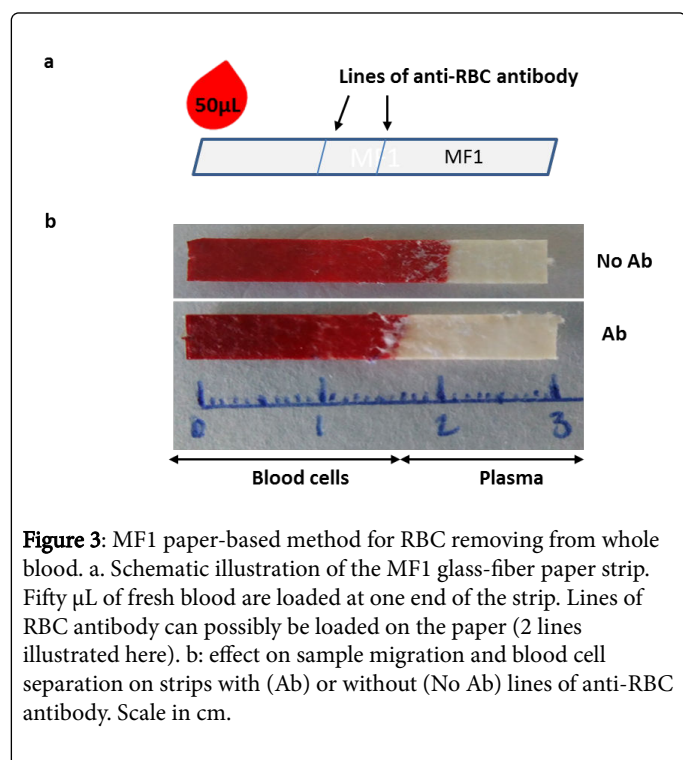 a
Lines of anti-RBC antibody
50µL
MF1 MF1
b
No Ab
Ab
0 1 2 3
Blood cells Plasma
Figure 3: MF1 paper-based method for RBC removing from whole
blood. a. Schematic illustration of the MF1 glass-fiber paper strip.
Fifty µL of fresh blood are loaded at one end of the strip. Lines of
RBC antibody can possibly be loaded on the paper (2 lines
illustrated here). b: effect on sample migration and blood cell
separation on strips with (Ab) or without (No Ab) lines of anti-RBC
antibody. Scale in cm.